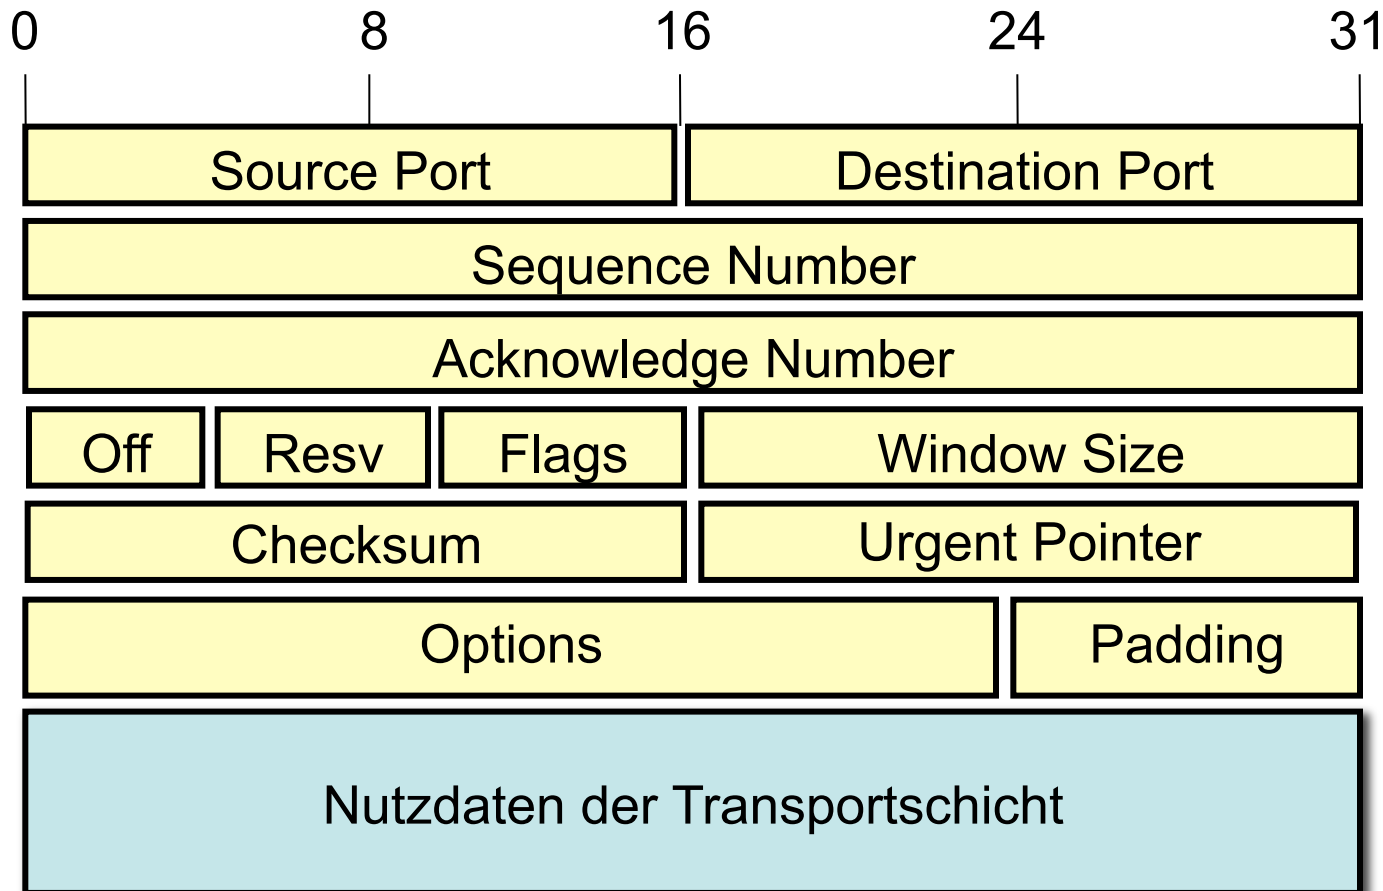 0 8 16 24 31
Source Port Destination Port
Sequence Number
Acknowledge Number
Off Resv Flags Window Size
Checksum Urgent Pointer
Options Padding
Nutzdaten der Transportschicht